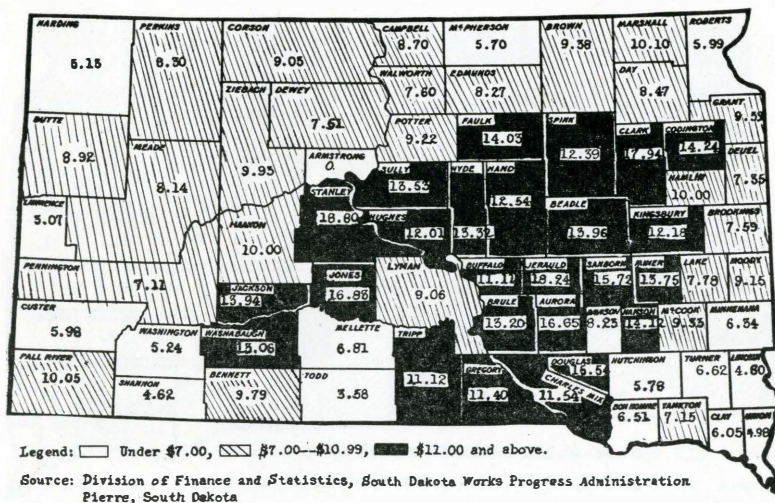 HARDING
5.15
PERKINS
8.30
CORSON
9.05
CAMPBELL
8.70
McPHERSON
5.70
BROWN
9.38
MARSHALL
10.10
ROBERTS
5.99
WALWORTH
7.60
EDMUNDS
8.27
DAY
8.47
GRANT
9.59
ZIEBACH
9.95
DEWEY
7.51
BUTTE
8.92
MEADE
8.14
POTTER
9.22
FAULK
14.03
SPINK
12.39
CLARK
17.94
CODINGTON
14.24
DEUEL
7.35
HAMLIN
10.00
ARMSTRONG
0.
SULLY
13.53
HYDE
13.32
HAND
12.54
LAWRENCE
3.07
STANLEY
18.80
HUGHES
12.01
BEADLE
13.96
KINGSBURY
12.18
BROOKINGS
7.59
HAAKON
10.00
PENNINGTON
7.11
JACKSON
13.94
JONES
16.83
LYMAN
9.06
BUFFALO
11.11
JERAULD
18.24
SANBORN
15.72
MINER
13.75
LAKE
7.78
MOODY
9.15
CUSTER
5.98
BRULE
13.20
AURORA
16.65
8.23
HANSON
14.12
McCOOK
9.33
MINNEHAHA
6.34
WASHINGTON
5.24
WASHABAUGH
13.06
MELLETTE
6.81
TRIPP
11.12
FALL RIVER
10.05
SHANNON
4.62
BENNETT
9.79
TODD
3.58
GREGORY
11.40
DOUGLAS
16.54
CHARLES MIX
11.54
HUTCHINSON
5.78
TURNER
6.62
LINCOLN
4.80
BON HOMME
6.51
YANKTON
7.15
CLAY
6.05
UNION
4.98
Legend: Under $7.00, $7.00--$10.99, $11.00 and above.
Source: Division of Finance and Statistics, South Dakota Works Progress Administration
Pierre, South Dakota